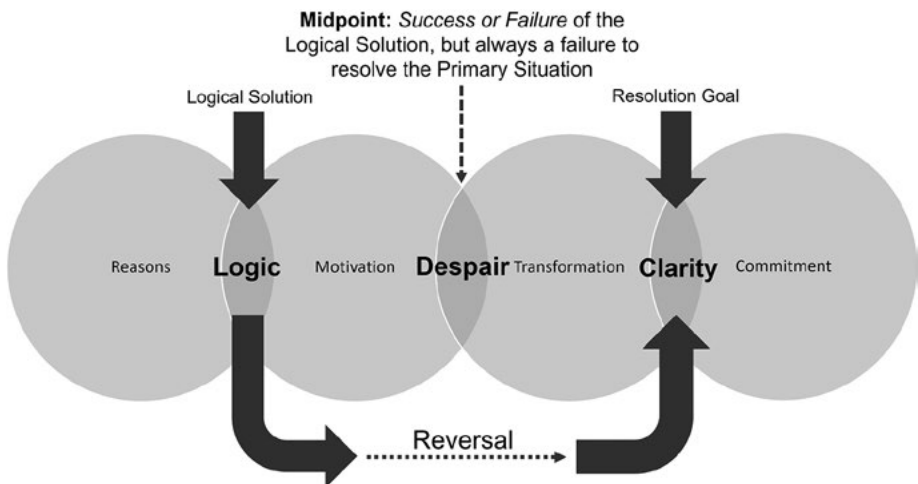 Midpoint: Success or Failure of the
Logical Solution, but always a failure to
resolve the Primary Situation
Logical Solution
Resolution Goal
Reasons
Logic
Motivation
Despair
Transformation
Clarity
Commitment
Reversal